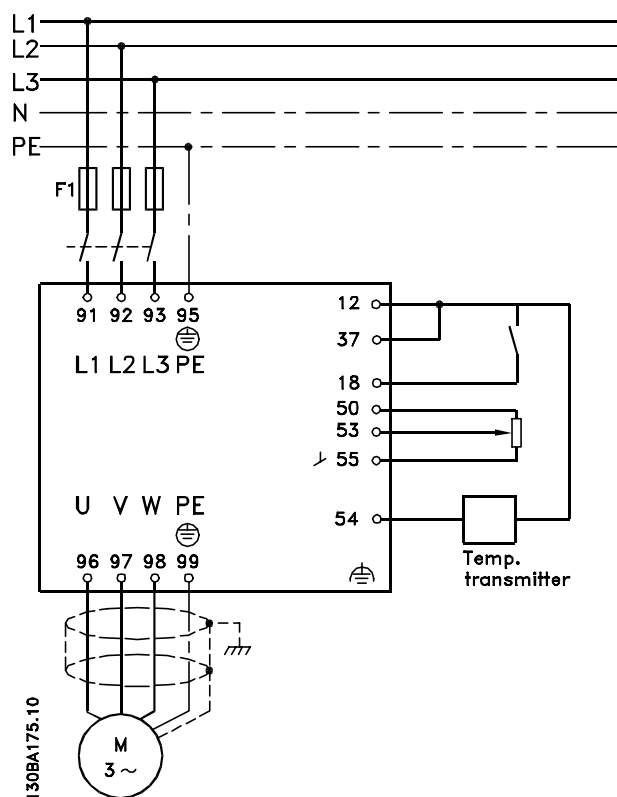 L1
L2
L3
N
PE
F1
91 92 93 95
L1 L2 L3 PE
12
37
18
50
53
55
54
U V W PE
96 97 98 99
Temp.
transmitter
M
3~
130BA175.10